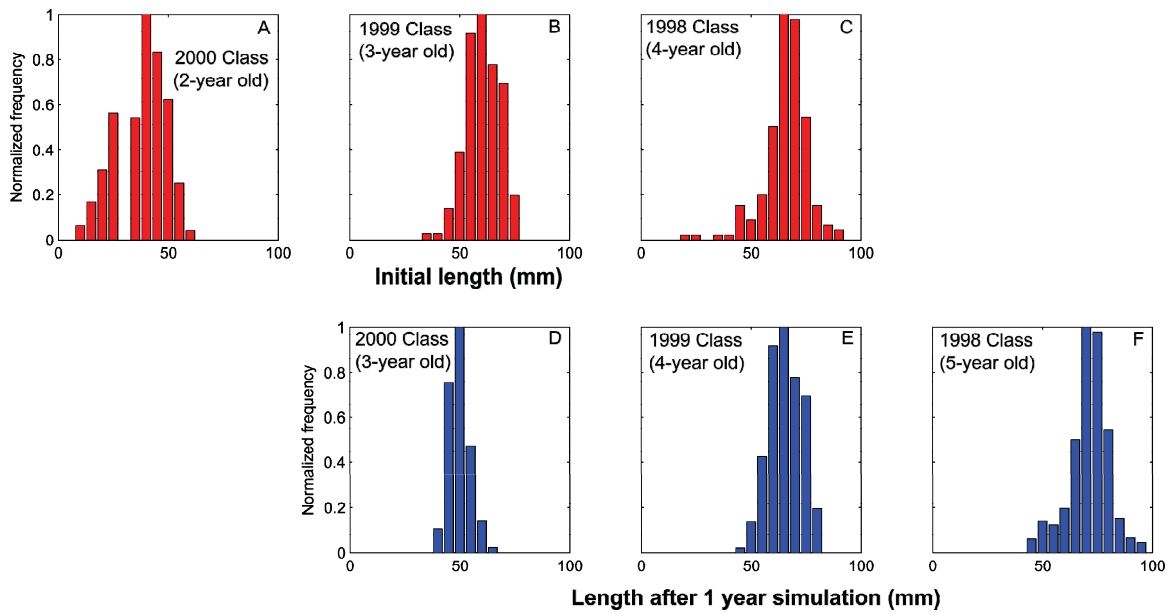 A
2000 Class
(2-year old)
Normalized frequency
1
0.8
0.6
0.4
0.2
0
0
50
100
B
1999 Class
(3-year old)
0
50
100
C
1998 Class
(4-year old)
0
50
100
Initial length (mm)
D
2000 Class
(3-year old)
Normalized frequency
1
0.8
0.6
0.4
0.2
0
0
50
100
E
1999 Class
(4-year old)
0
50
100
F
1998 Class
(5-year old)
0
50
100
Length after 1 year simulation (mm)